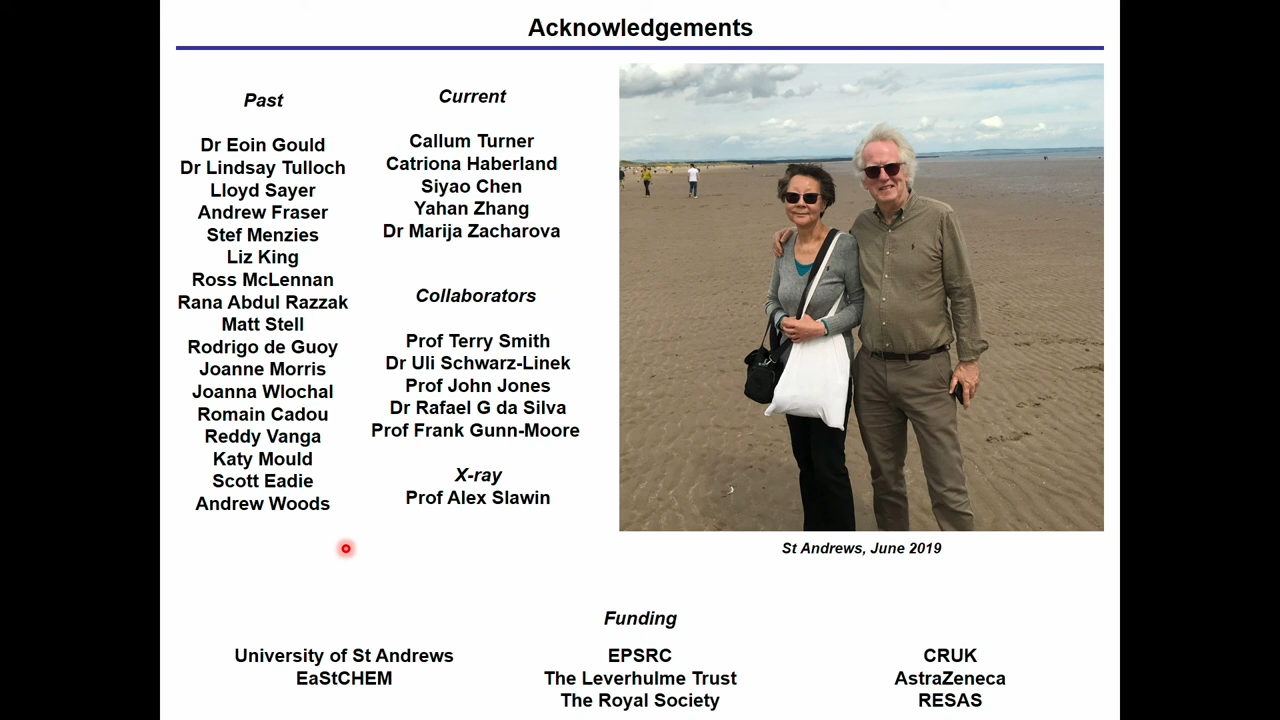 Acknowledgements
Past
Dr Eoin Gould
Dr Lindsay Tulloch
Lloyd Sayer
Andrew Fraser
Stef Menzies
Liz King
Ross McLennan
Rana Abdul Razzak
Matt Stell
Rodrigo de Guoy
Joanne Morris
Joanna Wlochal
Romain Cadou
Reddy Vanga
Katy Mould
Scott Eadie
Andrew Woods
Current
Callum Turner
Catriona Haberland
Siyao Chen
Yahan Zhang
Dr Marija Zacharova
Collaborators
Prof Terry Smith
Dr Uli Schwarz-Linek
Prof John Jones
Dr Rafael G da Silva
Prof Frank Gunn-Moore
X-ray
Prof Alex Slawin
St Andrews, June 2019
Funding
University of St Andrews
EaStCHEM
EPSRC
The Leverhulme Trust
The Royal Society
CRUK
AstraZeneca
RESAS